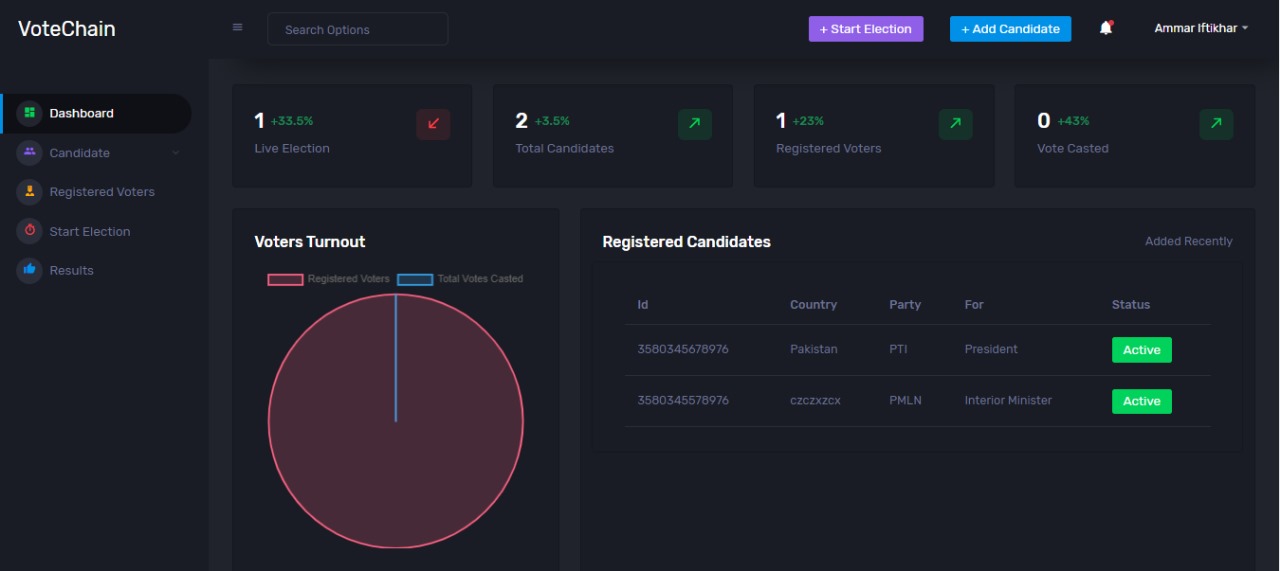 VoteChain
Search Options
+ Start Election
+ Add Candidate
Ammar Iftikhar
Dashboard
Candidate
Registered Voters
Start Election
Results
1 +33.5%
Live Election
2 +3.5%
Total Candidates
1 +23%
Registered Voters
0 +43%
Vote Casted
Voters Turnout
Registered Voters Total Votes Casted
Registered Candidates
Added Recently
Id Country Party For Status
3580345678976 Pakistan PTI President Active
3580345578976 czczxzcx PMLN Interior Minister Active